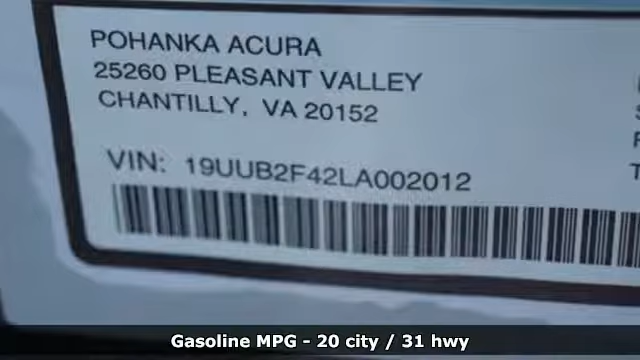 POHANKA ACURA
25260 PLEASANT VALLEY
CHANTILLY, VA 20152
VIN: 19UUB2F42LA002012
Gasoline MPG - 20 city / 31 hwy